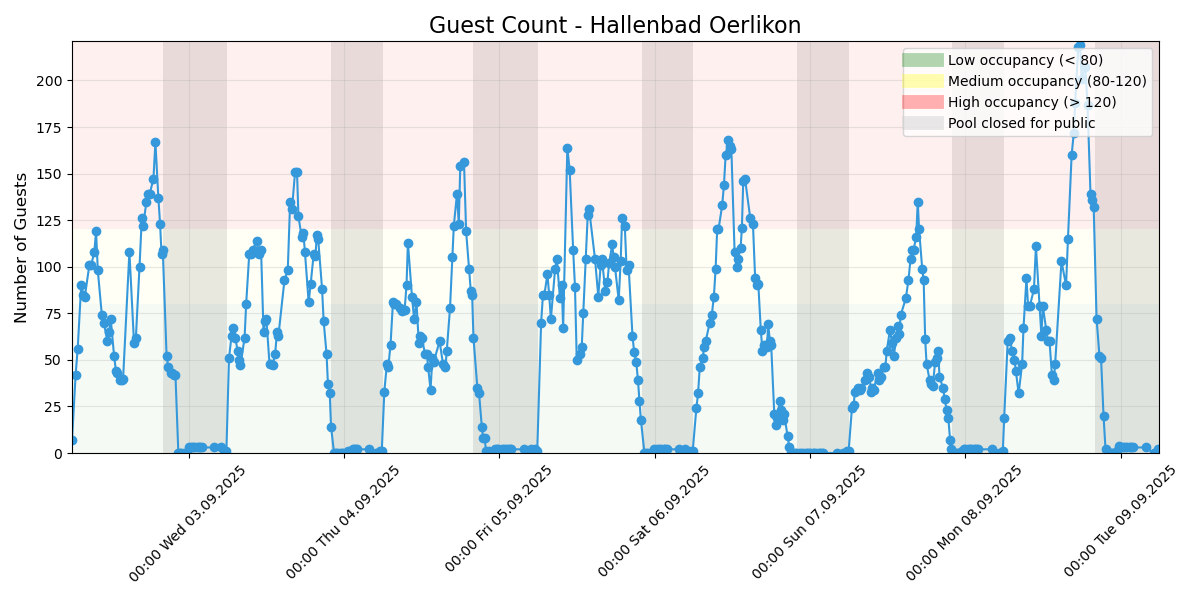 Guest Count - Hallenbad Oerlikon
Number of Guests
200
175
150
125
100
75
50
25
0
Low occupancy (< 80)
Medium occupancy (80-120)
High occupancy (> 120)
Pool closed for public
00:00 Wed 03.09.2025
00:00 Thu 04.09.2025
00:00 Fri 05.09.2025
00:00 Sat 06.09.2025
00:00 Sun 07.09.2025
00:00 Mon 08.09.2025
00:00 Tue 09.09.2025